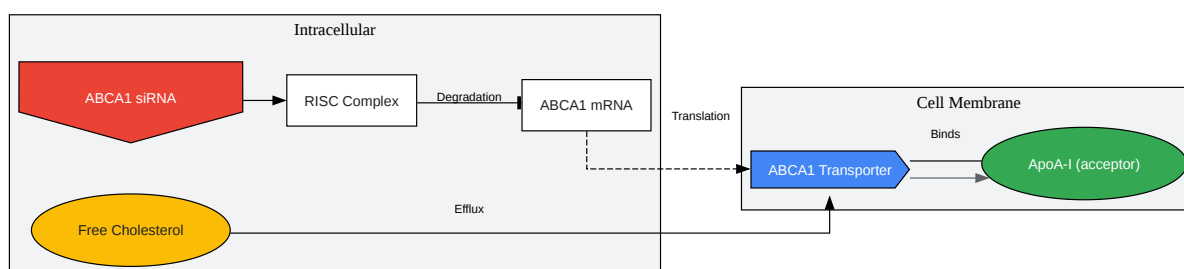 Intracellular
ABCA1 siRNA
RISC Complex
Degradation
ABCA1 mRNA
Translation
Cell Membrane
Binds
ABCA1 Transporter
ApoA-I (acceptor)
Free Cholesterol
Efflux